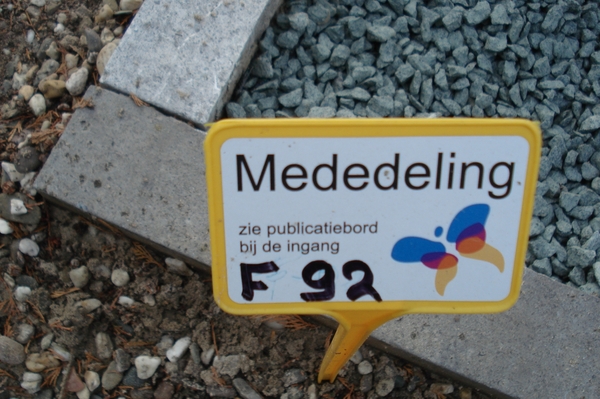 Mededeling
zie publicatiebord
bij de ingang
F 92